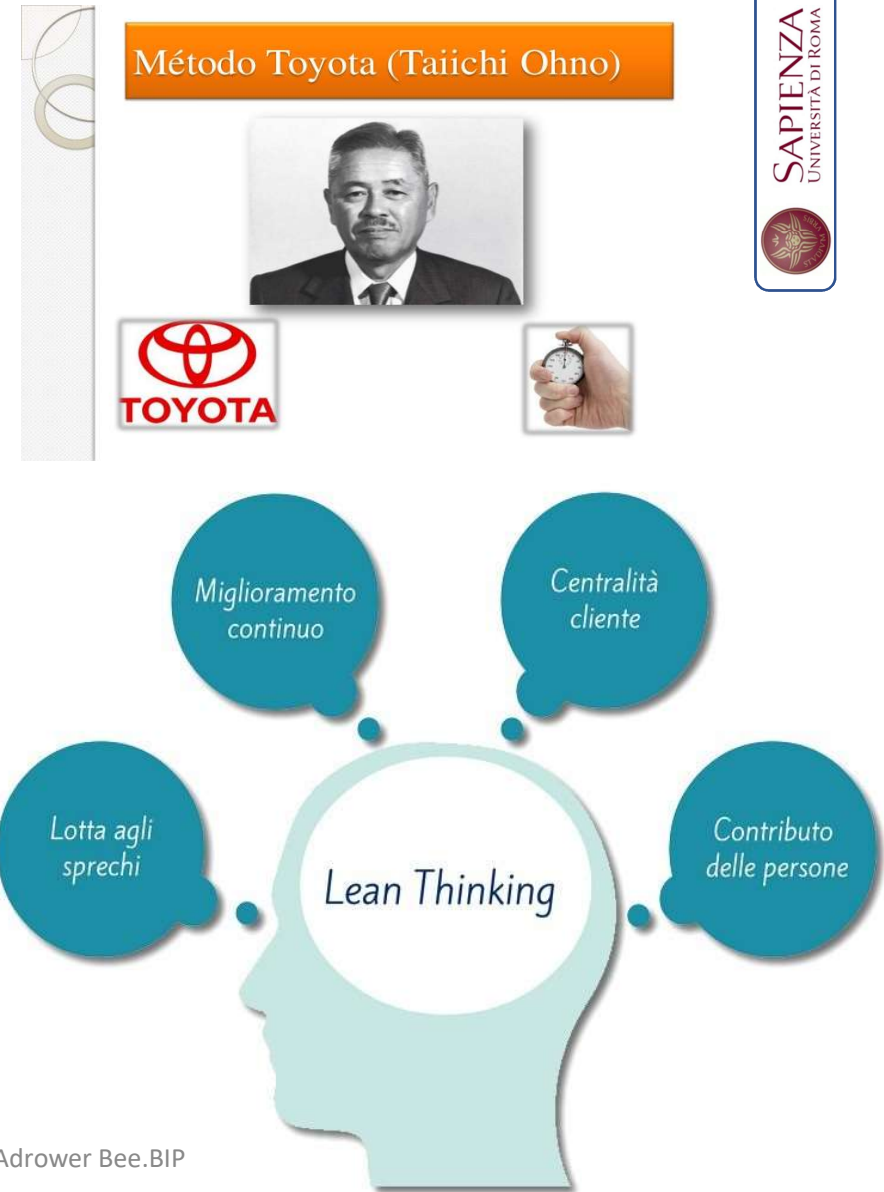 Método Toyota (Taiichi Ohno)
SAPIENZA
UNIVERSITÀ DI ROMA
TOYOTA
Miglioramento
continuo
Centralità
cliente
Lotta agli
sprechi
Lean Thinking
Contributo
delle persone
Adrower Bee.BIP